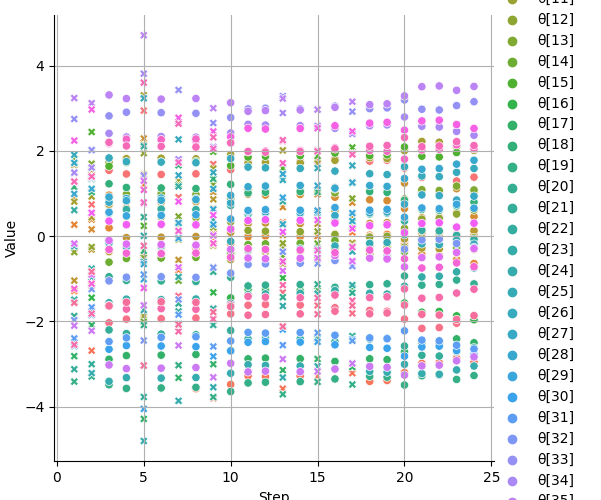 4
2
0
−2
−4
Value
0
5
10
15
20
25
Step
θ[11]
θ[12]
θ[13]
θ[14]
θ[15]
θ[16]
θ[17]
θ[18]
θ[19]
θ[20]
θ[21]
θ[22]
θ[23]
θ[24]
θ[25]
θ[26]
θ[27]
θ[28]
θ[29]
θ[30]
θ[31]
θ[32]
θ[33]
θ[34]
θ[35]